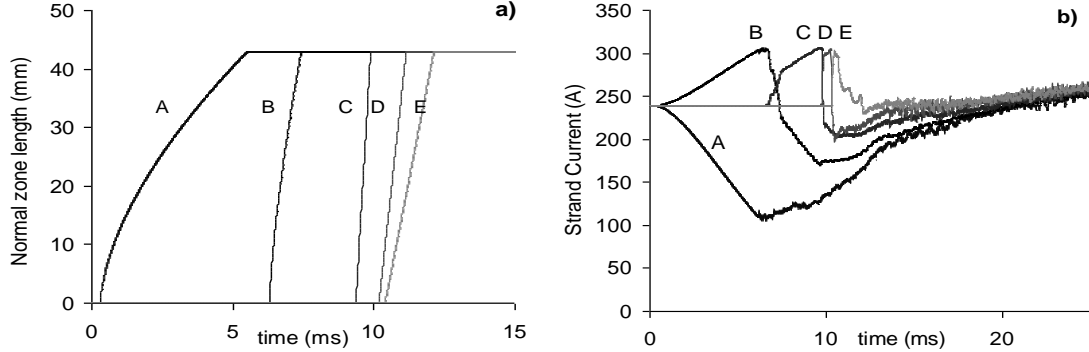 a)
Normal zone length (mm)
50
40
30
20
10
0
A
B
C
D
E
0
5
10
15
time (ms)
b)
Strand Current (A)
350
300
250
200
150
100
50
0
B
C
D
E
A
0
10
20
time (ms)